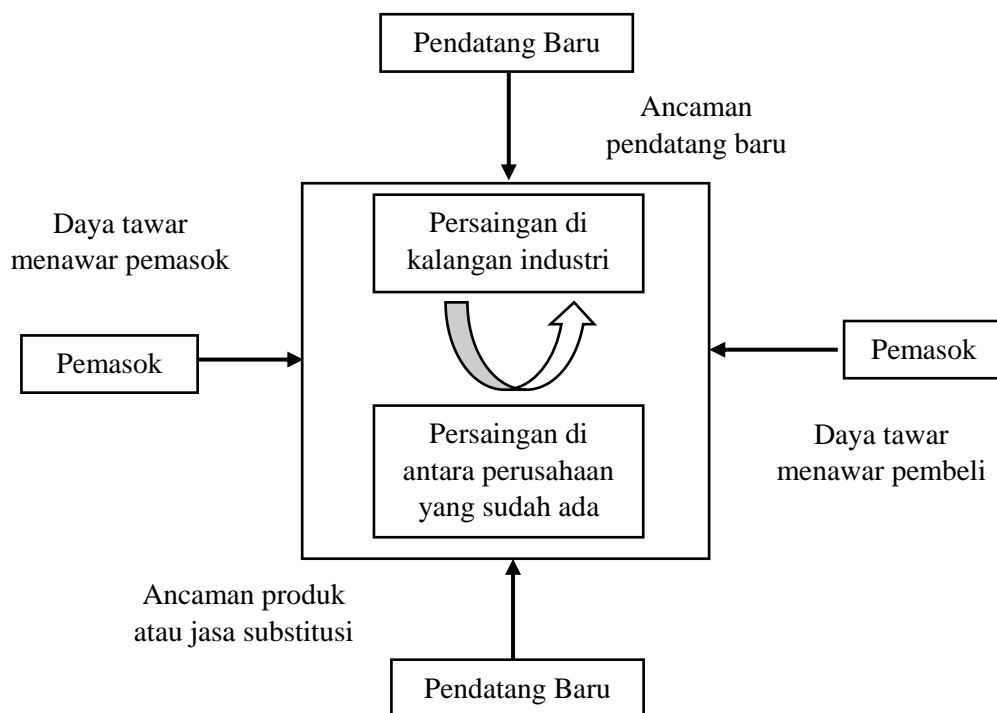 Pendatang Baru
Ancaman
pendatang baru
Persaingan di
kalangan industri
Daya tawar
menawar pemasok
Pemasok
Pemasok
Persaingan di
antara perusahaan
yang sudah ada
Daya tawar
menawar pembeli
Ancaman produk
atau jasa substitusi
Pendatang Baru